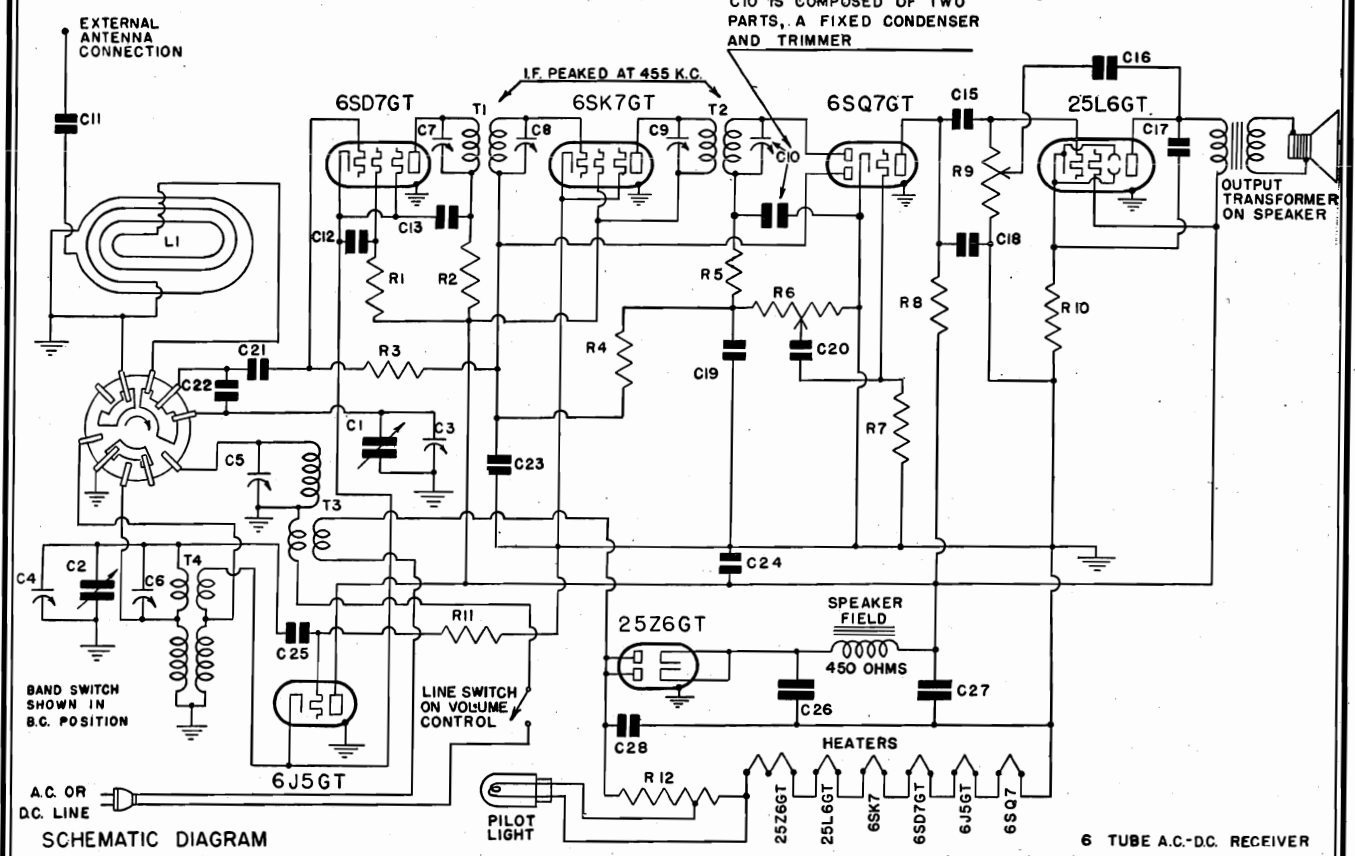 C10 IS COMPOSED OF TWO
PARTS, A FIXED CONDENSER
AND TRIMMER
EXTERNAL
ANTENNA
CONNECTION
I.F. PEAKED AT 455 K.C.
6SD7GT
T1
6SK7GT
T2
6SQ7GT
C15
C16
25L6GT
C11
C7
C8
C9
C10
C17
R9
OUTPUT
TRANSFORMER
ON SPEAKER
L1
C12
C13
C18
R1
R2
R5
R6
R8
R10
C21
R3
R4
C19
C20
C22
C1
C3
R7
C5
C23
T3
C4
C2
C6
T4
C24
R11
SPEAKER
FIELD
450 OHMS
25Z6GT
C25
BAND SWITCH
SHOWN IN
B.C. POSITION
LINE SWITCH
ON VOLUME
CONTROL
C26
C27
C28
HEATERS
6J5GT
R12
A.C. OR
D.C. LINE
PILOT
LIGHT
25Z6GT
25L6GT
6SK7
6SD7GT
6J5GT
6SQ7
SCHEMATIC DIAGRAM
6 TUBE A.C.-D.C. RECEIVER